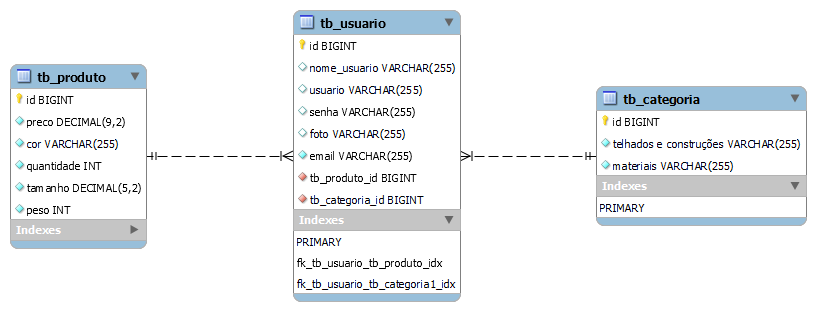 tb_produto
id BIGINT
preco DECIMAL(9,2)
cor VARCHAR(255)
quantidade INT
tamanho DECIMAL(5,2)
peso INT
Indexes
tb_usuario
id BIGINT
nome_usuario VARCHAR(255)
usuario VARCHAR(255)
senha VARCHAR(255)
foto VARCHAR(255)
email VARCHAR(255)
tb_produto_id BIGINT
tb_categoria_id BIGINT
Indexes
PRIMARY
fk_tb_usuario_tb_produto_idx
fk_tb_usuario_tb_categoria1_idx
tb_categoria
id BIGINT
telhados e construções VARCHAR(255)
materiais VARCHAR(255)
Indexes
PRIMARY